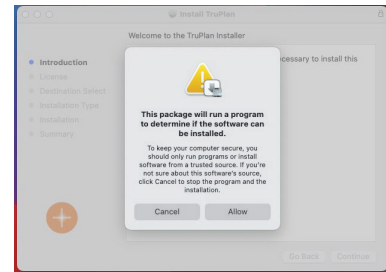 Install TruPlan
Welcome to the TruPlan Installer
Introduction
License
Destination Select
Installation Type
Installation
Summary
necessary to install this
This package will run a program
to determine if the software can
be installed.
To keep your computer secure, you
should only run programs or install
software from a trusted source. If you're
not sure about this software's source,
click Cancel to stop the program and the
installation.
Cancel
Allow
Go Back
Continue